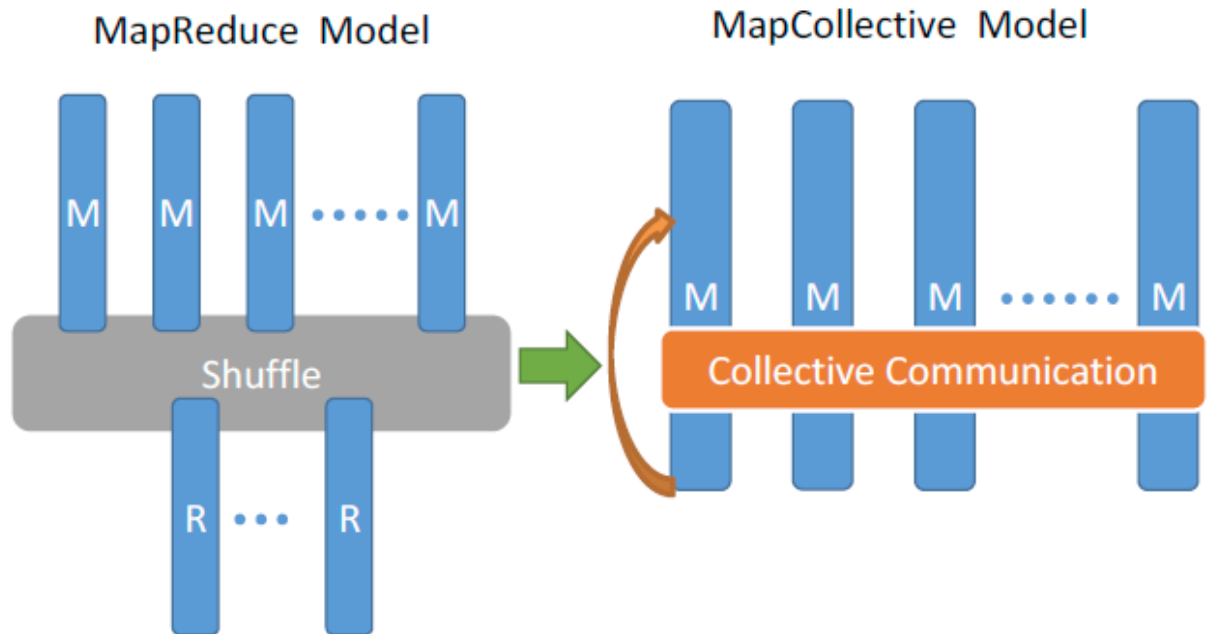 MapReduce Model
MapCollective Model
M M M M
M M M M
Shuffle
Collective Communication
R R